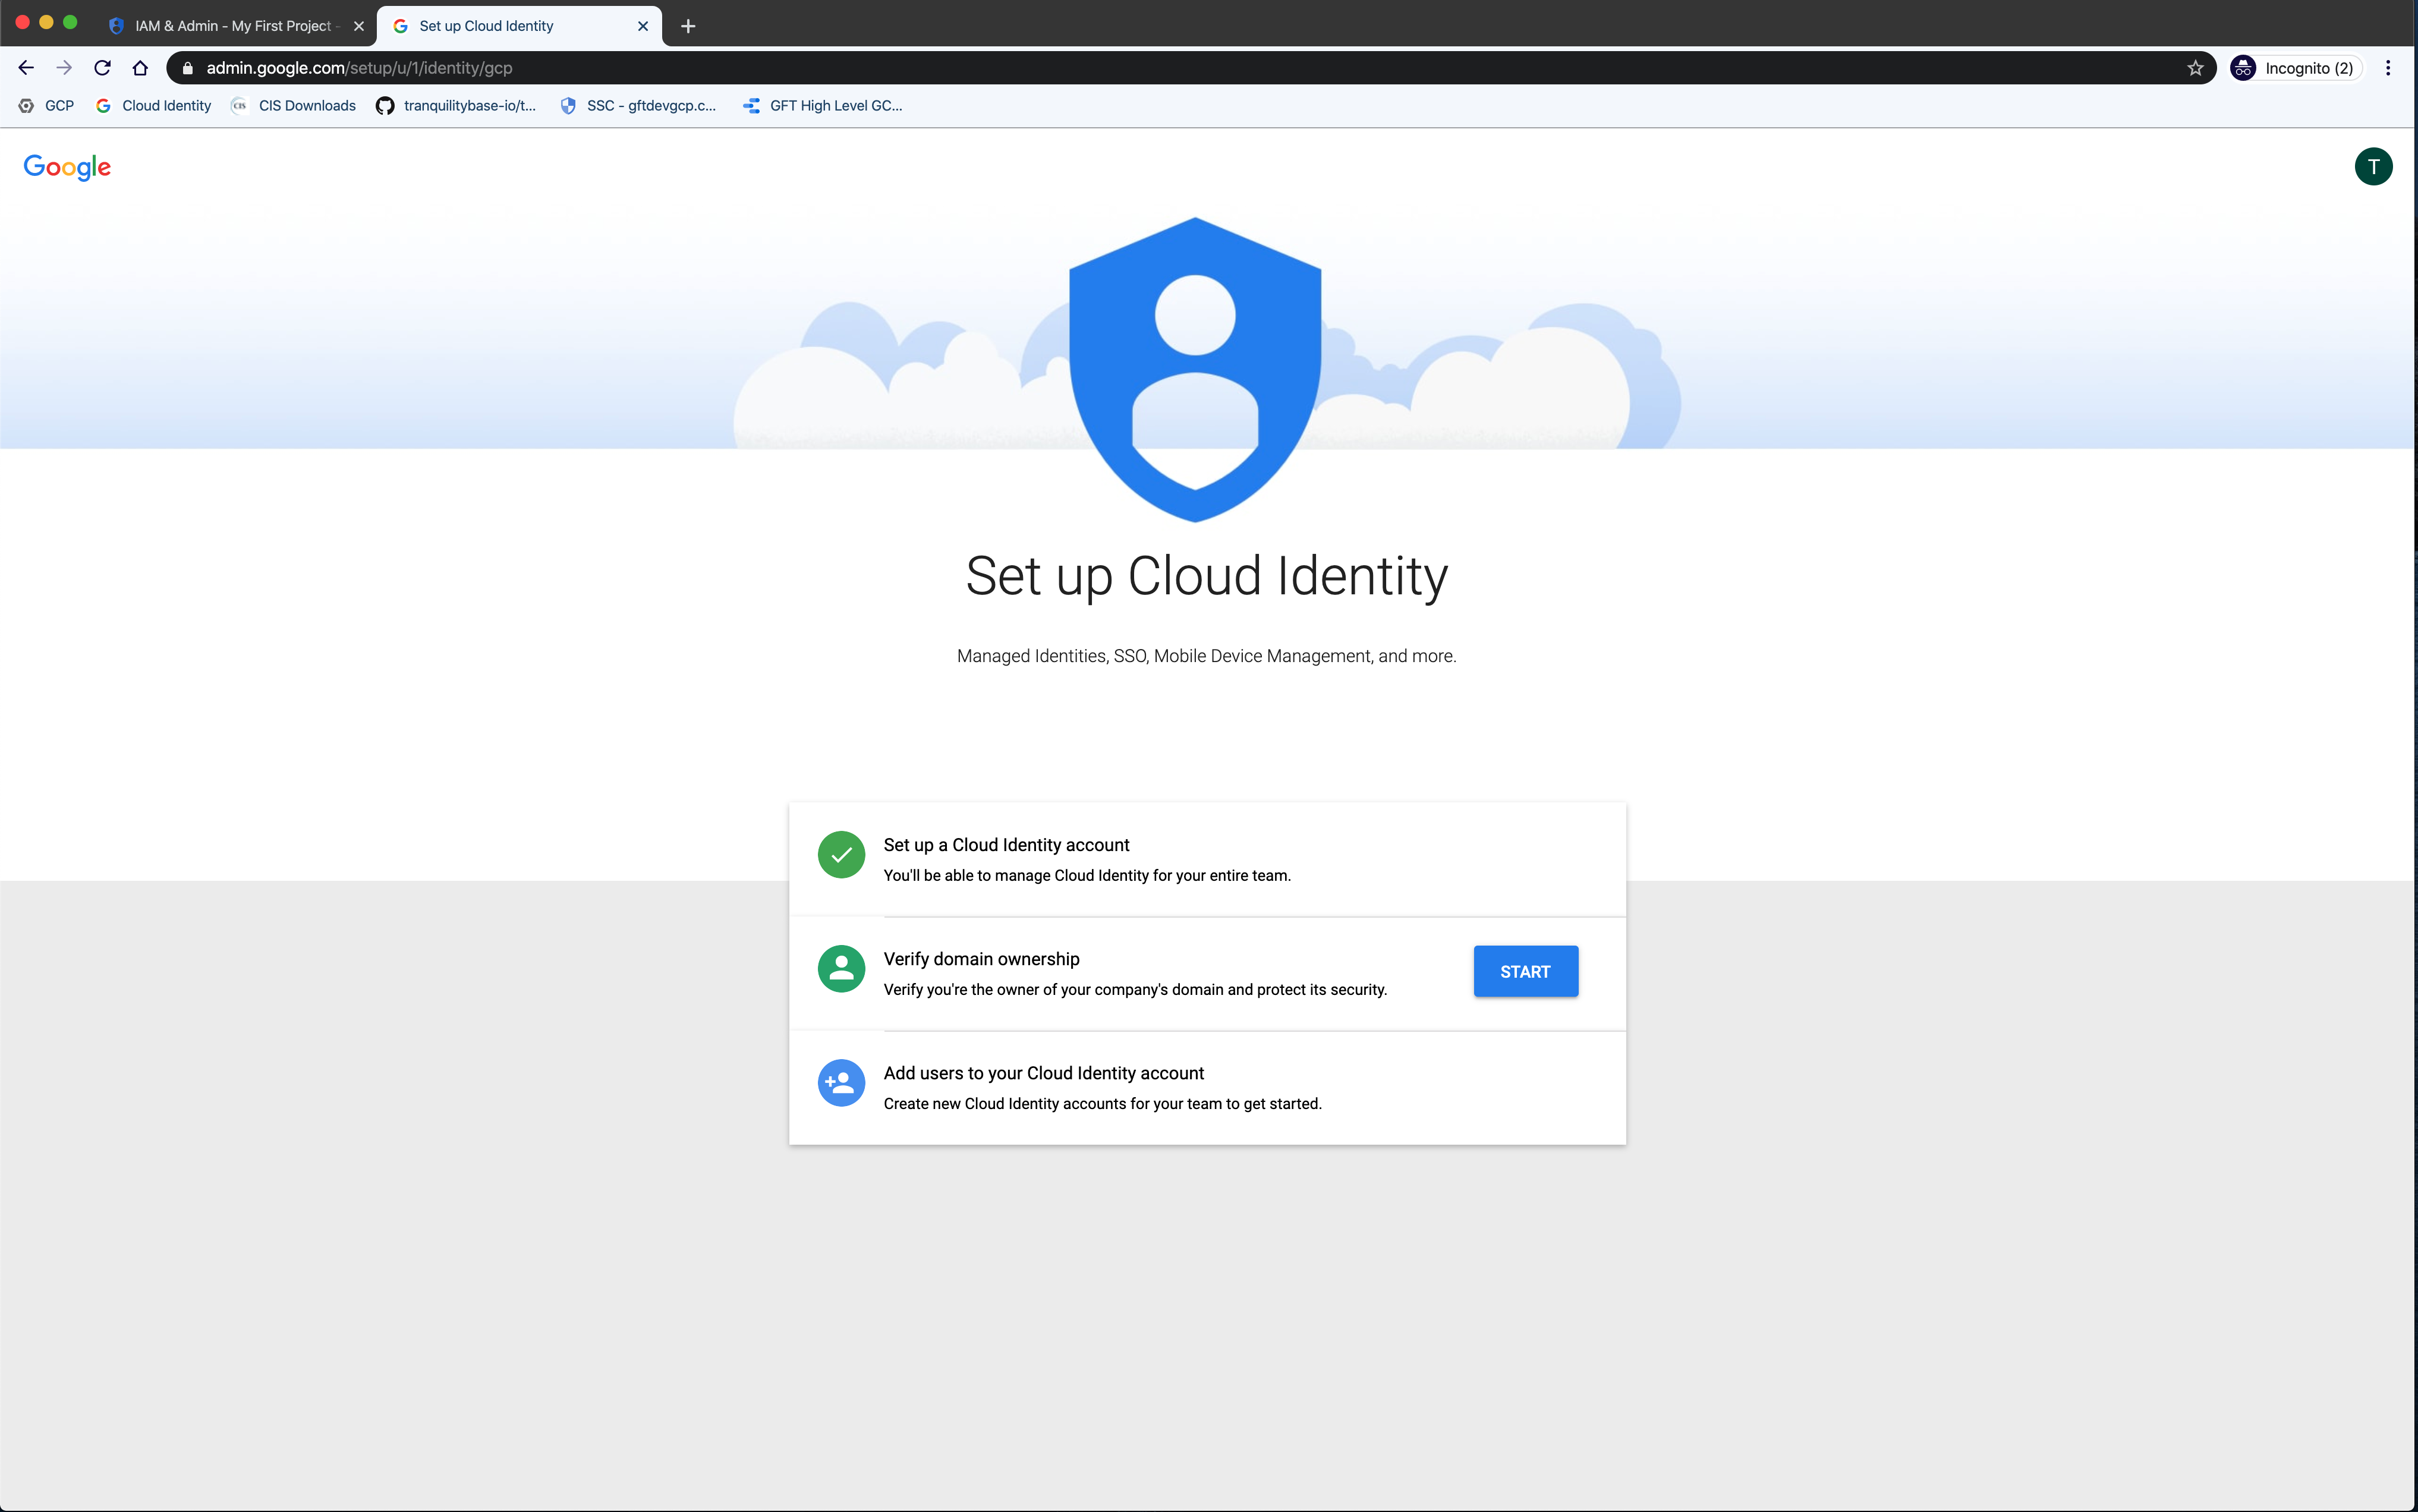 IAM & Admin - My First Project -
Set up Cloud Identity
admin.google.com/setup/u/1/identity/gcp
Incognito (2)
GCP
Cloud Identity
CIS
CIS Downloads
tranquilitybase-io/t...
SSC - gftdevgcp.c...
GFT High Level GC...
Google
T
Set up Cloud Identity
Managed Identities, SSO, Mobile Device Management, and more.
Set up a Cloud Identity account
You'll be able to manage Cloud Identity for your entire team.
Verify domain ownership
Verify you're the owner of your company's domain and protect its security.
START
Add users to your Cloud Identity account
Create new Cloud Identity accounts for your team to get started.